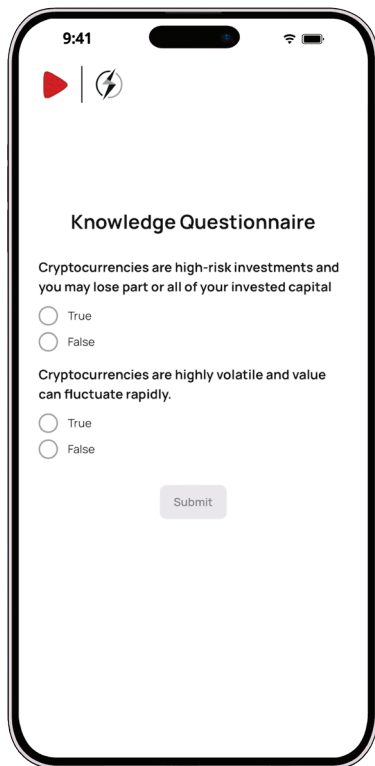 9:41
Knowledge Questionnaire
Cryptocurrencies are high-risk investments and
you may lose part or all of your invested capital
True
False
Cryptocurrencies are highly volatile and value
can fluctuate rapidly.
True
False
Submit